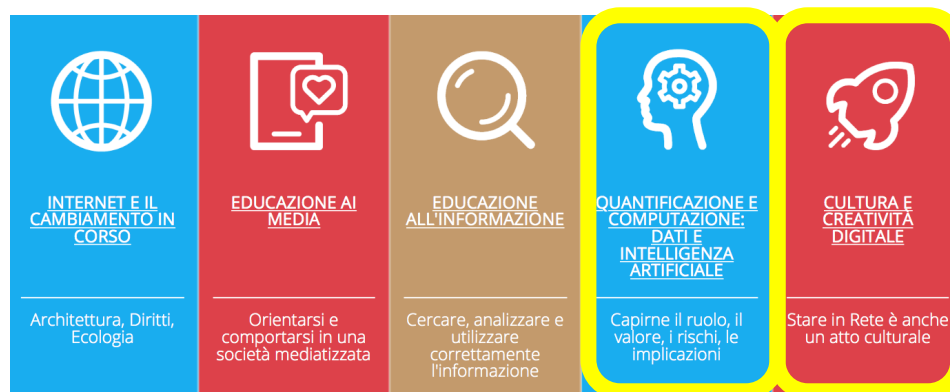 INTERNET E IL
CAMBIAMENTO IN
CORSO
Architettura, Diritti,
Ecologia
EDUCAZIONE AI
MEDIA
Orientarsi e
comportarsi in una
società mediatizzata
EDUCAZIONE
ALL'INFORMAZIONE
Cercare, analizzare e
utilizzare
correttamente
l'informazione
QUANTIFICAZIONE E
COMPUTAZIONE:
DATI E
INTELLIGENZA
ARTIFICIALE
Capirne il ruolo, il
valore, i rischi, le
implicazioni
CULTURA E
CREATIVITÀ
DIGITALE
Stare in Rete è anche
un atto culturale